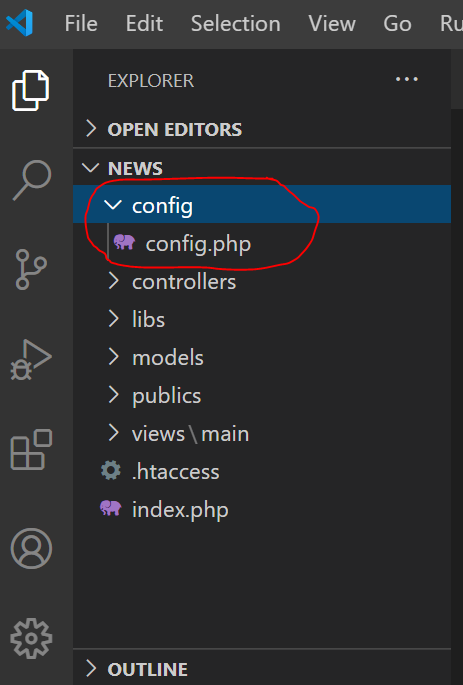 File Edit Selection View Go Ru
EXPLORER
OPEN EDITORS
NEWS
config
config.php
controllers
libs
models
publics
views\main
.htaccess
index.php
OUTLINE